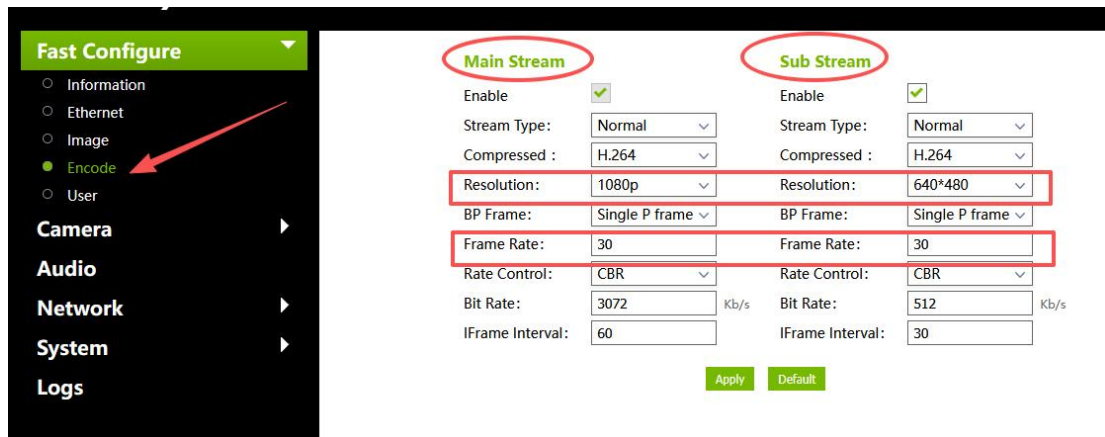 Fast Configure
Information
Ethernet
Image
Encode
User
Camera
Audio
Network
System
Logs
Main Stream
Enable
Stream Type: Normal
Compressed : H.264
Resolution: 1080p
BP Frame: Single P frame
Frame Rate: 30
Rate Control: CBR
Bit Rate: 3072 Kb/s
IFrame Interval: 60
Sub Stream
Enable
Stream Type: Normal
Compressed : H.264
Resolution: 640*480
BP Frame: Single P frame
Frame Rate: 30
Rate Control: CBR
Bit Rate: 512 Kb/s
IFrame Interval: 30
Apply Default